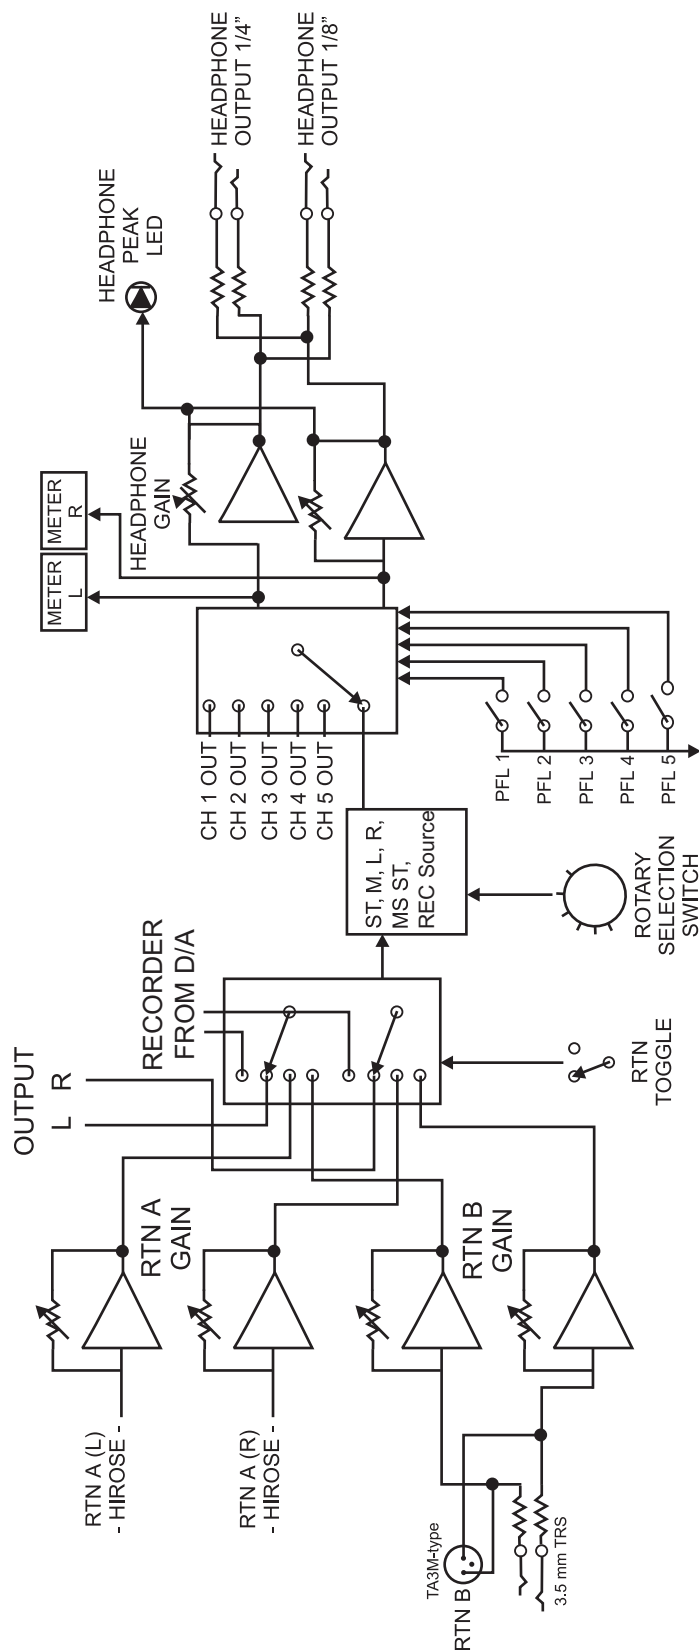 RTN A (L)
- HIROSE -
RTN A (R)
- HIROSE -
TA3M-type
RTN B
3.5 mm TRS
RTN A
GAIN
RTN B
GAIN
OUTPUT
L R
RECORDER
FROM D/A
RTN
TOGGLE
ST, M, L, R,
MS ST,
REC Source
ROTARY
SELECTION
SWITCH
CH 1 OUT
CH 2 OUT
CH 3 OUT
CH 4 OUT
CH 5 OUT
PFL 1
PFL 2
PFL 3
PFL 4
PFL 5
METER
L
METER
R
HEADPHONE
GAIN
HEADPHONE
PEAK
LED
HEADPHONE
OUTPUT 1/4”
HEADPHONE
OUTPUT 1/8”